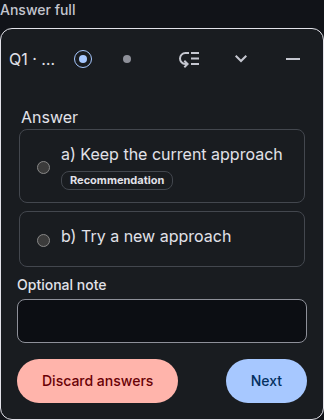 Answer full
Q1 · ...
Answer
a) Keep the current approach
Recommendation
b) Try a new approach
Optional note
Discard answers
Next